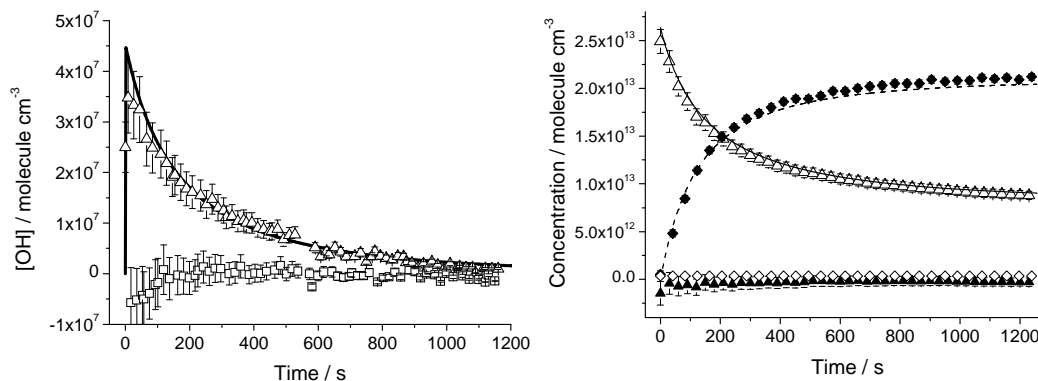 [OH] / molecule cm⁻³
5x10⁷
4x10⁷
3x10⁷
2x10⁷
1x10⁷
0
-1x10⁷
0 200 400 600 800 1000 1200
Time / s
Concentration / molecule cm⁻³
2.5x10¹³
2.0x10¹³
1.5x10¹³
1.0x10¹³
5.0x10¹²
0.0
0 200 400 600 800 1000 1200
Time / s